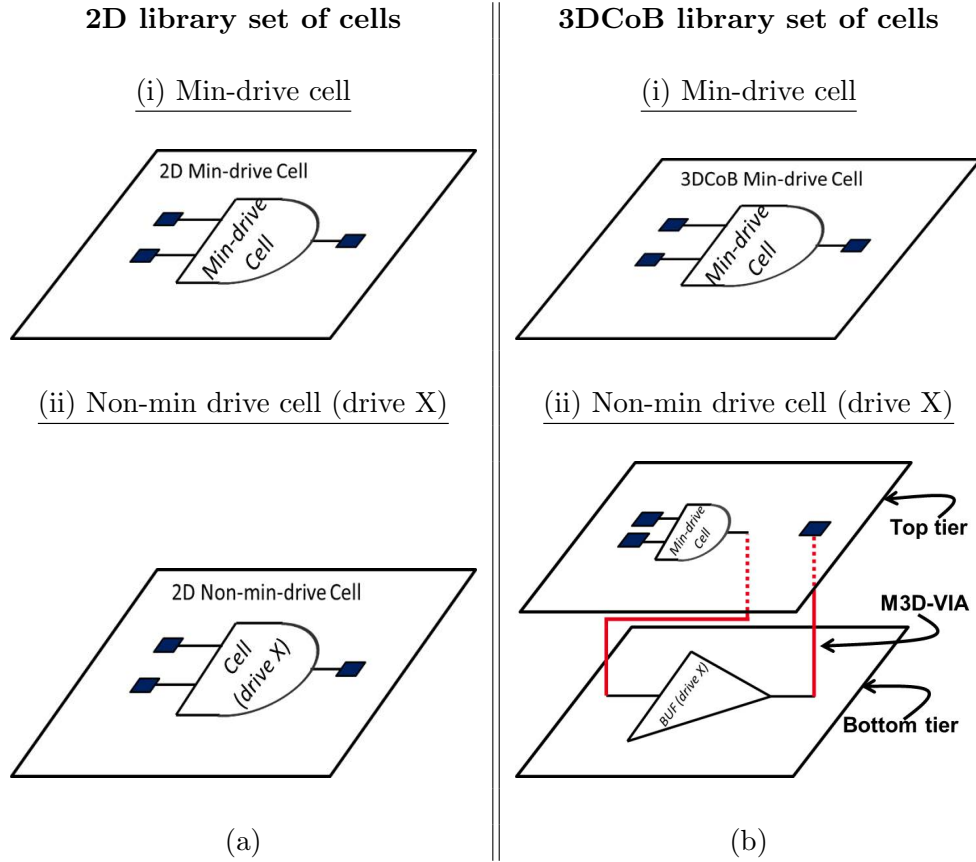 2D library set of cells
(i) Min-drive cell
2D Min-drive Cell
Min-drive
Cell
(ii) Non-min drive cell (drive X)
2D Non-min-drive Cell
Cell
(drive X)
(a)
3DCoB library set of cells
(i) Min-drive cell
3DCoB Min-drive Cell
Min-drive
Cell
(ii) Non-min drive cell (drive X)
Min-drive
Cell
Top tier
M3D-VIA
BUF (drive X)
Bottom tier
(b)